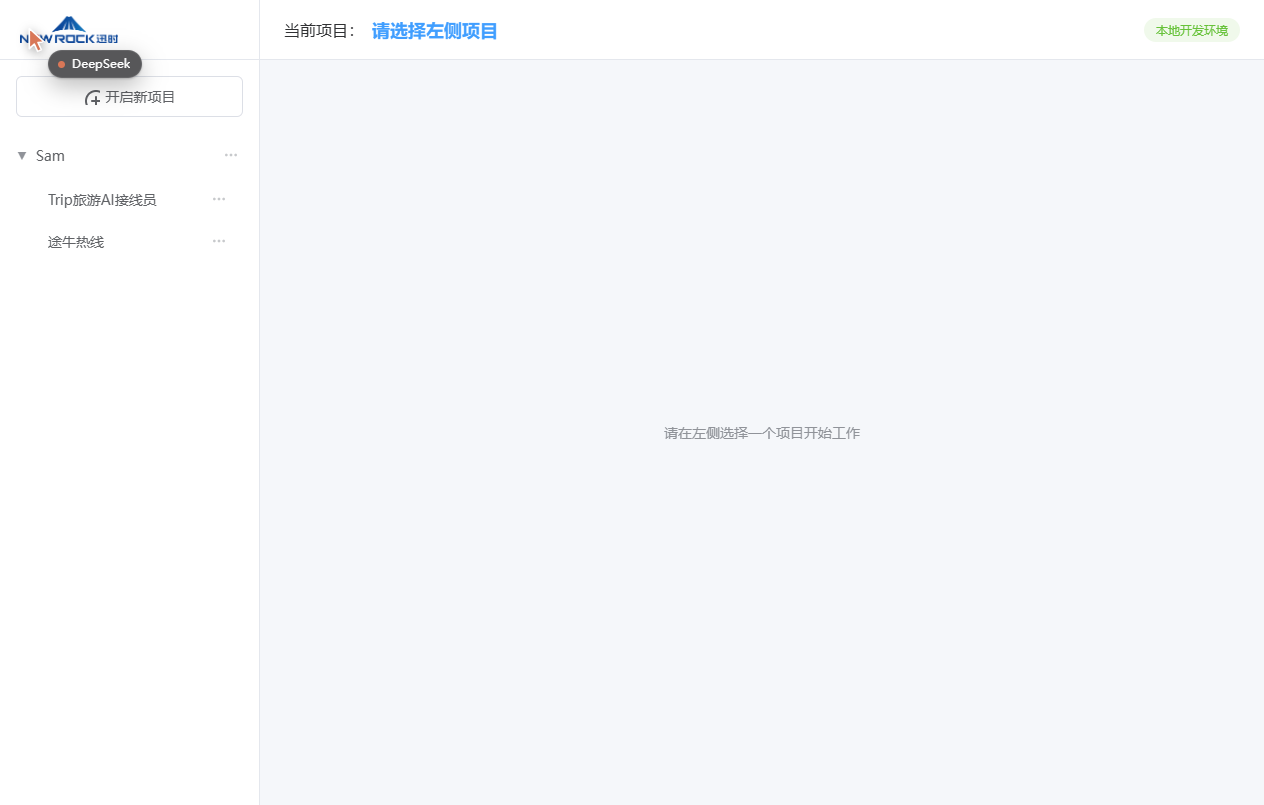 NEWROCK迅时
DeepSeek
当前项目： 请选择左侧项目
本地开发环境
开启新项目
▼ Sam ···
Trip旅游AI接线员 ···
途牛热线 ···
请在左侧选择一个项目开始工作